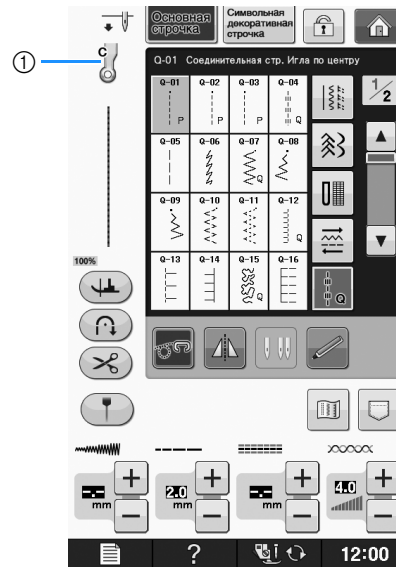 Основная строчка
Символьная декоративная строчка
1
C
Q-01 Соединительная стр. Игла по центру
1/2
Q-01 Q-02 Q-03 Q-04
P P P Q
Q-05 Q-06 Q-07 Q-08
Q
Q-09 Q-10 Q-11 Q-12
Q
Q-13 Q-14 Q-15 Q-16
Q
Q
100%
-.-- mm
2.0 mm
-.-- mm
4.0
?
12:00